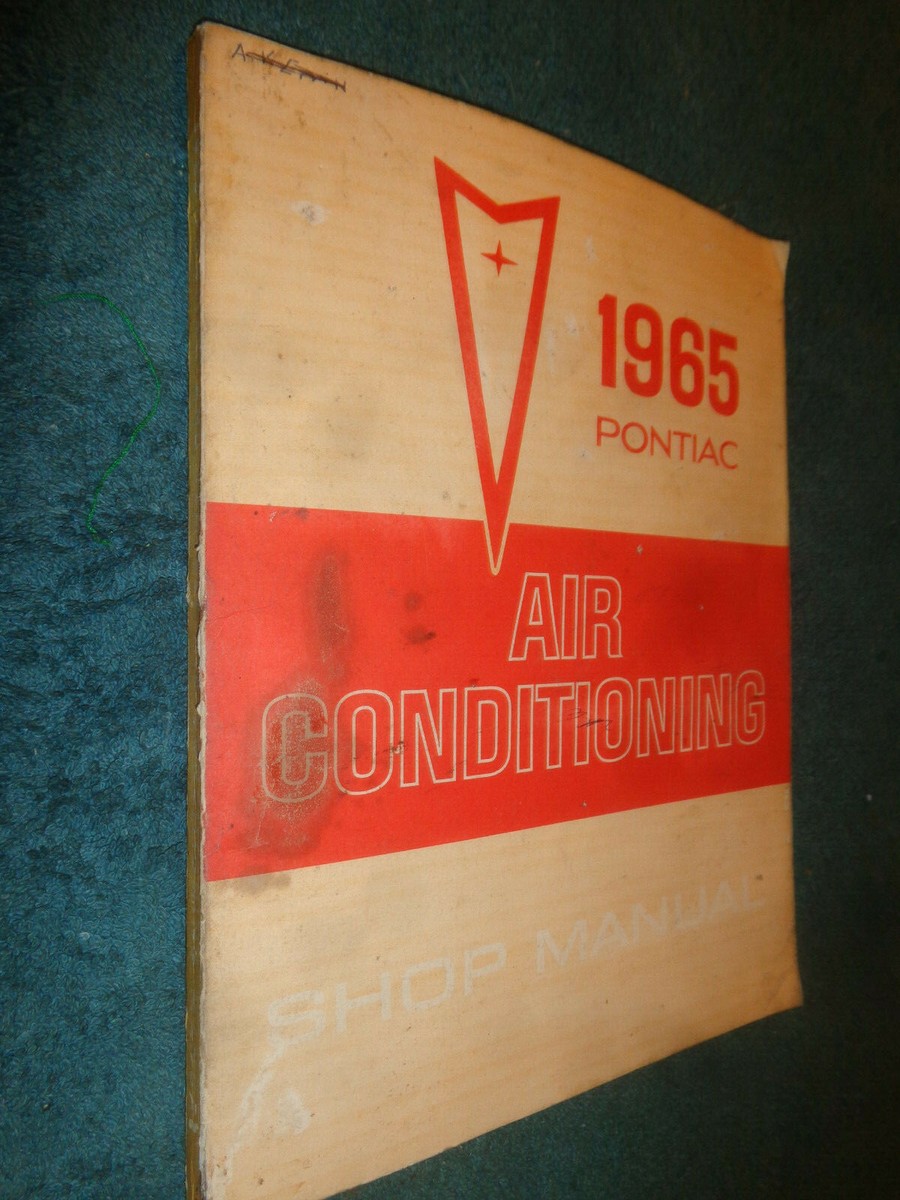 1965
PONTIAC
AIR
CONDITIONING
SHOP MANUAL